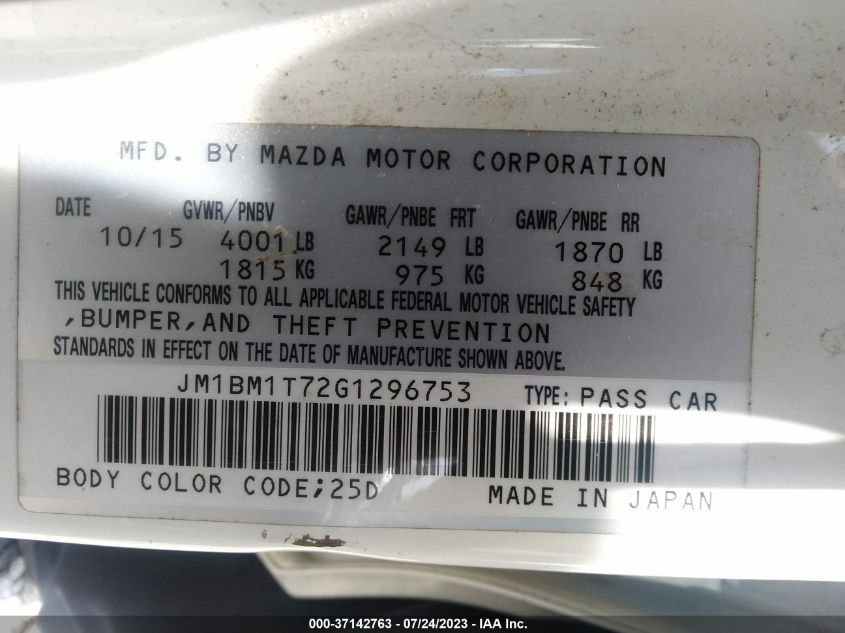 MFD. BY MAZDA MOTOR CORPORATION
DATE GVWR/PNBV GAWR/PNBE FRT GAWR/PNBE RR
10/15 4001 LB 2149 LB 1870 LB
1815 KG 975 KG 848 KG
THIS VEHICLE CONFORMS TO ALL APPLICABLE FEDERAL MOTOR VEHICLE SAFETY
,BUMPER,AND THEFT PREVENTION
STANDARDS IN EFFECT ON THE DATE OF MANUFACTURE SHOWN ABOVE.
JM1BM1T72G1296753 TYPE: PASS CAR
BODY COLOR CODE;25D MADE IN JAPAN
000-37142763 / 07/24/2023 - IAA Inc.